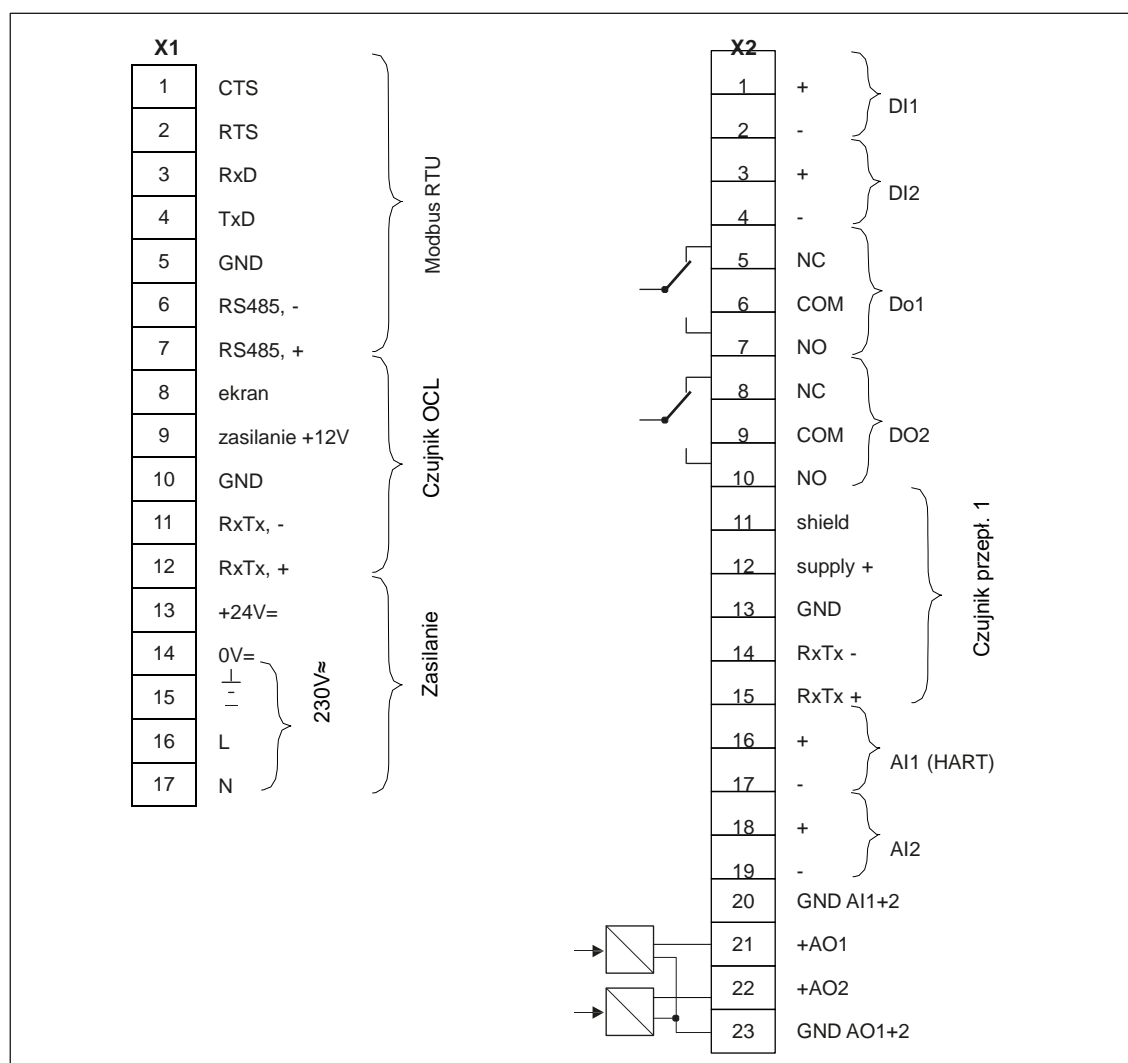 X1
1 CTS
2 RTS
3 RxD
4 TxD
5 GND
6 RS485, -
7 RS485, +
Modbus RTU
8 ekran
9 zasilanie +12V
10 GND
11 RxTx, -
12 RxTx, +
Czujnik OCL
13 +24V=
14 0V=
15
16 L
17 N
230V≈
Zasilanie
X2
1 +
2 -
DI1
3 +
4 -
DI2
5 NC
6 COM
7 NO
Do1
8 NC
9 COM
10 NO
DO2
11 shield
12 supply +
13 GND
14 RxTx -
15 RxTx +
Czujnik przepł. 1
16 +
17 -
AI1 (HART)
18 +
19 -
AI2
20 GND AI1+2
21 +AO1
22 +AO2
23 GND AO1+2